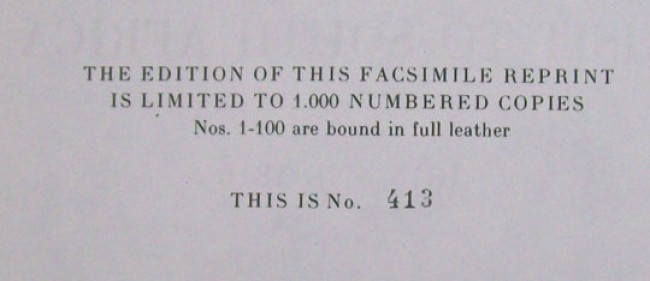 THE EDITION OF THIS FACSIMILE REPRINT
IS LIMITED TO 1.000 NUMBERED COPIES
Nos. 1-100 are bound in full leather
THIS IS No. 413